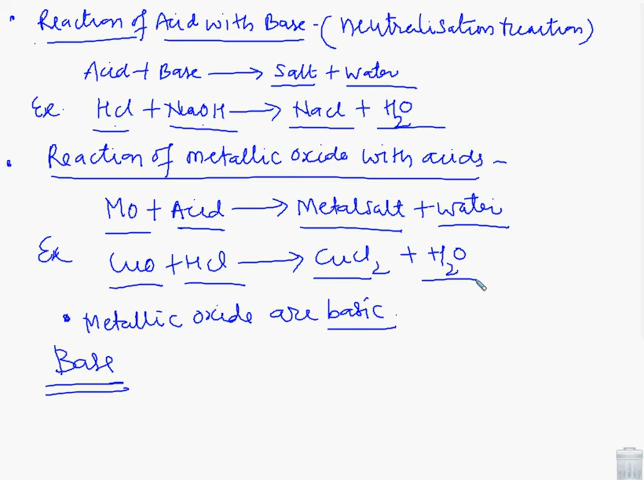 • Reaction of Acid with Base - (Neutralisation reaction)
Acid + Base → Salt + Water
Ex. HCl + NaOH → NaCl + H₂O
• Reaction of metallic oxide with acids -
MO + Acid → Metal salt + Water
Ex CuO + HCl → CuCl₂ + H₂O
• Metallic oxide are basic.
Base